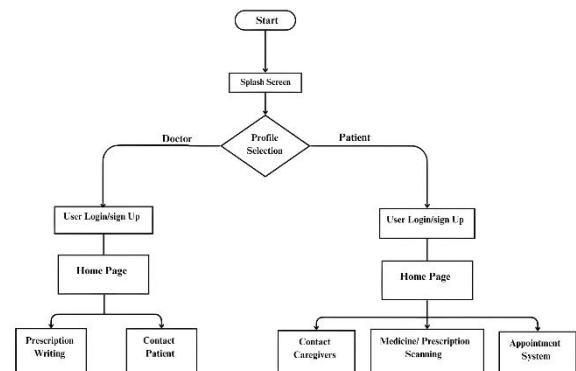 Start
Splash Screen
Doctor
Profile
Selection
Patient
User Login/sign Up
User Login/sign Up
Home Page
Home Page
Prescription
Writing
Contact
Patient
Contact
Caregivers
Medicine/ Prescription
Scanning
Appointment
System